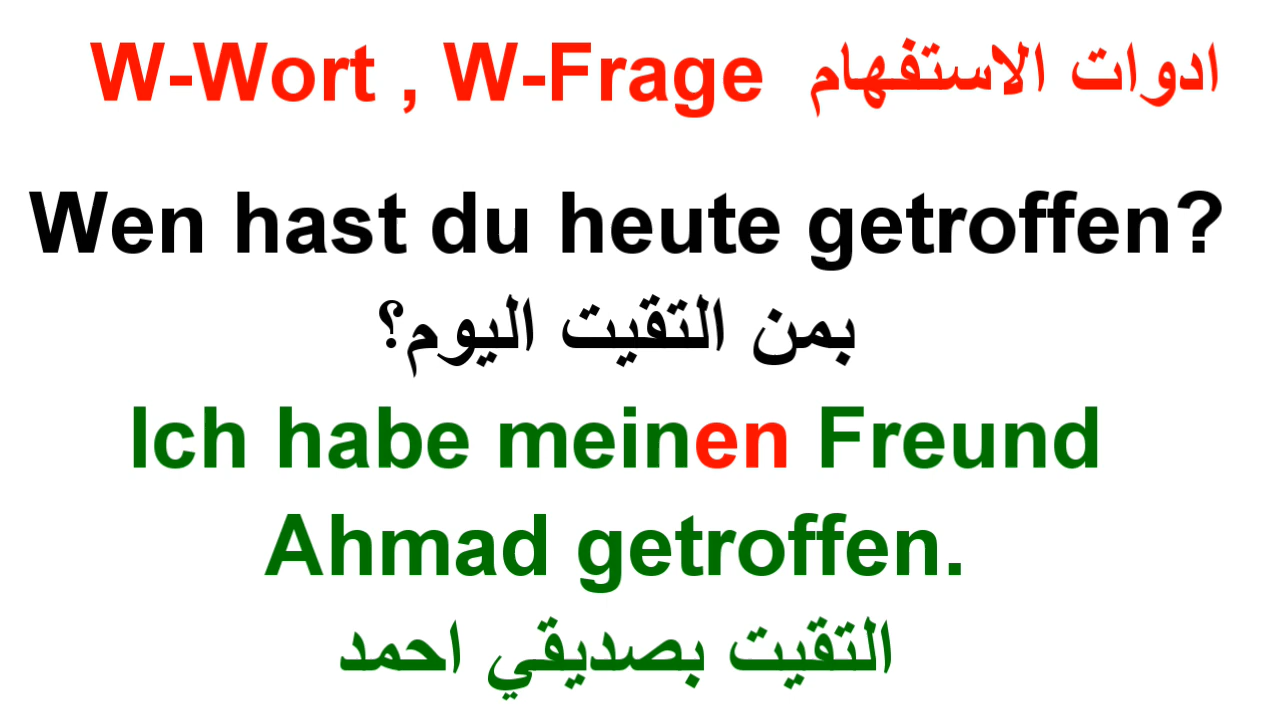 W-Wort , W-Frage ادوات الاستفهام
Wen hast du heute getroffen?
بمن التقيت اليوم؟
Ich habe meinen Freund
Ahmad getroffen.
التقيت بصديقي احمد